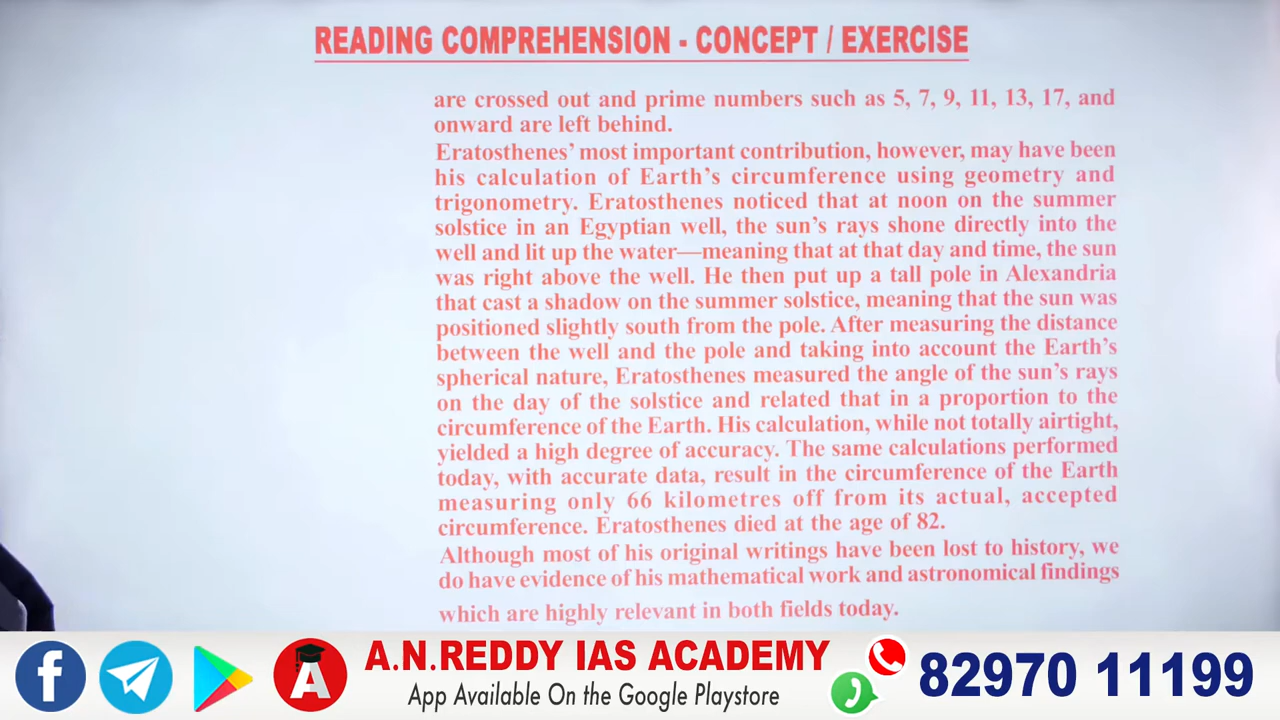 READING COMPREHENSION - CONCEPT / EXERCISE
are crossed out and prime numbers such as 5, 7, 9, 11, 13, 17, and
onward are left behind.
Eratosthenes’ most important contribution, however, may have been
his calculation of Earth’s circumference using geometry and
trigonometry. Eratosthenes noticed that at noon on the summer
solstice in an Egyptian well, the sun’s rays shone directly into the
well and lit up the water—meaning that at that day and time, the sun
was right above the well. He then put up a tall pole in Alexandria
that cast a shadow on the summer solstice, meaning that the sun was
positioned slightly south from the pole. After measuring the distance
between the well and the pole and taking into account the Earth’s
spherical nature, Eratosthenes measured the angle of the sun’s rays
on the day of the solstice and related that in a proportion to the
circumference of the Earth. His calculation, while not totally airtight,
yielded a high degree of accuracy. The same calculations performed
today, with accurate data, result in the circumference of the Earth
measuring only 66 kilometres off from its actual, accepted
circumference. Eratosthenes died at the age of 82.
Although most of his original writings have been lost to history, we
do have evidence of his mathematical work and astronomical findings
which are highly relevant in both fields today.
A.N.REDDY IAS ACADEMY
App Available On the Google Playstore
82970 11199